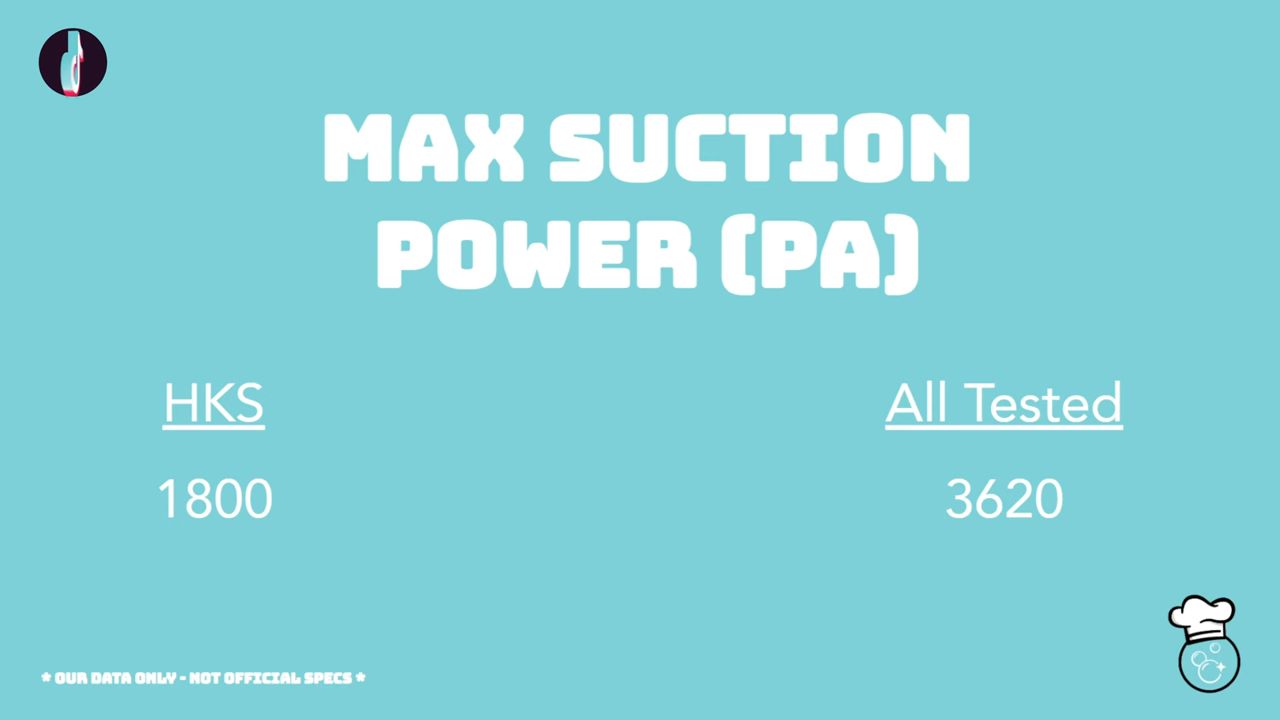 MAX SUCTION
POWER (PA)
HKS
All Tested
1800
3620
* OUR DATA ONLY - NOT OFFICIAL SPECS *